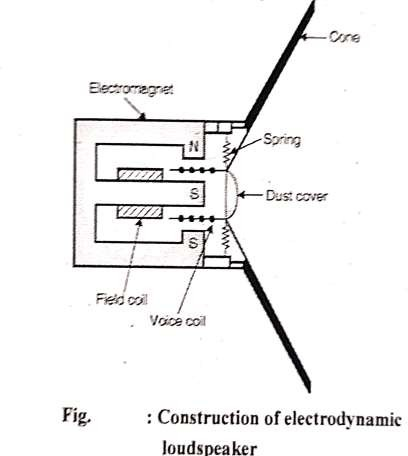 Cone
Electromagnet
N
Spring
S
Dust cover
S
Field coil
Voice coil
Fig. : Construction of electrodynamic
loudspeaker